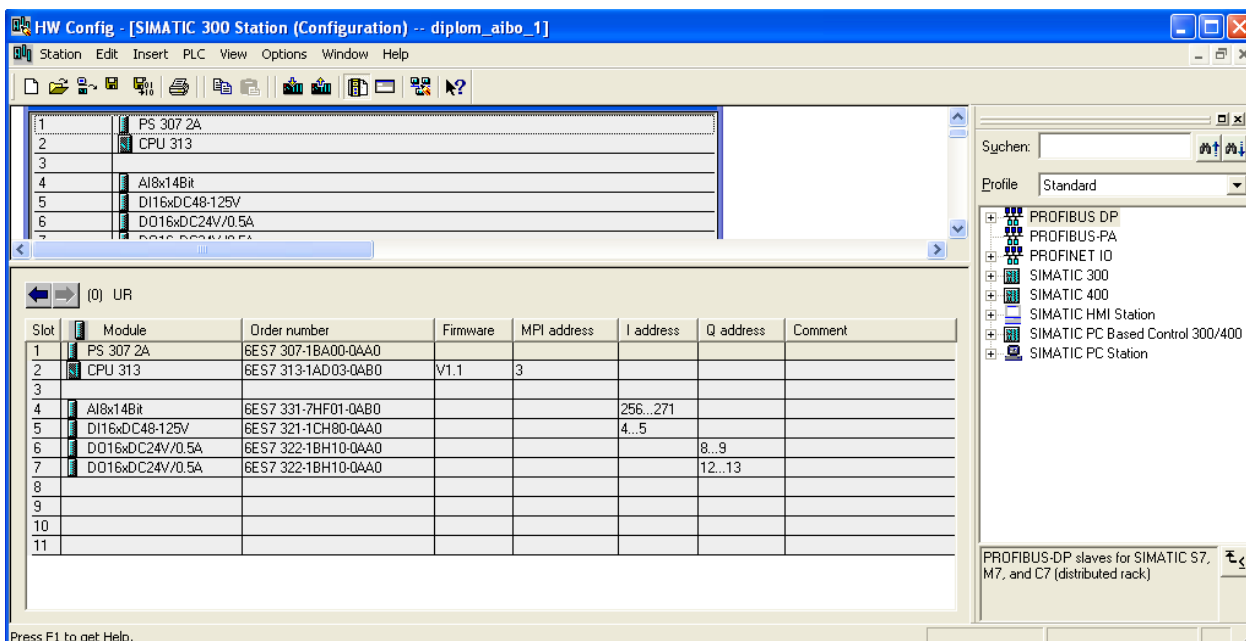 HW Config - [SIMATIC 300 Station (Configuration) -- diplom_aibo_1]
Station Edit Insert PLC View Options Window Help
1 PS 307 2A
2 CPU 313
3
4 AI8x14Bit
5 DI16xDC48-125V
6 DO16xDC24V/0.5A
7 DO16xDC24V/0.5A
Suchen:
Profile Standard
PROFIBUS DP
PROFIBUS-PA
PROFINET IO
SIMATIC 300
SIMATIC 400
SIMATIC HMI Station
SIMATIC PC Based Control 300/400
SIMATIC PC Station
(0) UR
Slot Module Order number Firmware MPI address I address Q address Comment
1 PS 307 2A 6ES7 307-1BA00-0AA0
2 CPU 313 6ES7 313-1AD03-0AB0 V1.1 3
3
4 AI8x14Bit 6ES7 331-7HF01-0AB0 256...271
5 DI16xDC48-125V 6ES7 321-1CH80-0AA0 4...5
6 DO16xDC24V/0.5A 6ES7 322-1BH10-0AA0 8...9
7 DO16xDC24V/0.5A 6ES7 322-1BH10-0AA0 12...13
8
9
10
11
PROFIBUS-DP slaves for SIMATIC S7,
M7, and C7 (distributed rack)
Press F1 to get Help.